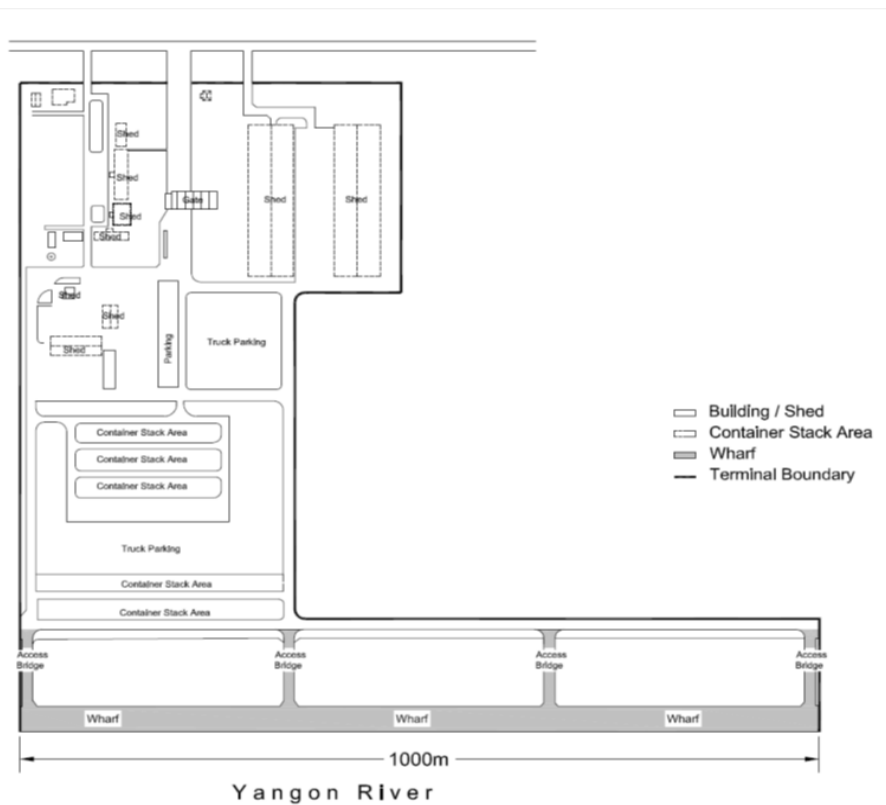 Shed
Shed
Gate
Shed
Shed
Shed
Shed
Shed
Shed
Shed
Parking
Truck Parking
Container Stack Area
Container Stack Area
Container Stack Area
Building / Shed
Container Stack Area
Wharf
Terminal Boundary
Truck Parking
Container Stack Area
Container Stack Area
Access
Bridge
Access
Bridge
Access
Bridge
Access
Bridge
Wharf
Wharf
Wharf
1000m
Yangon River